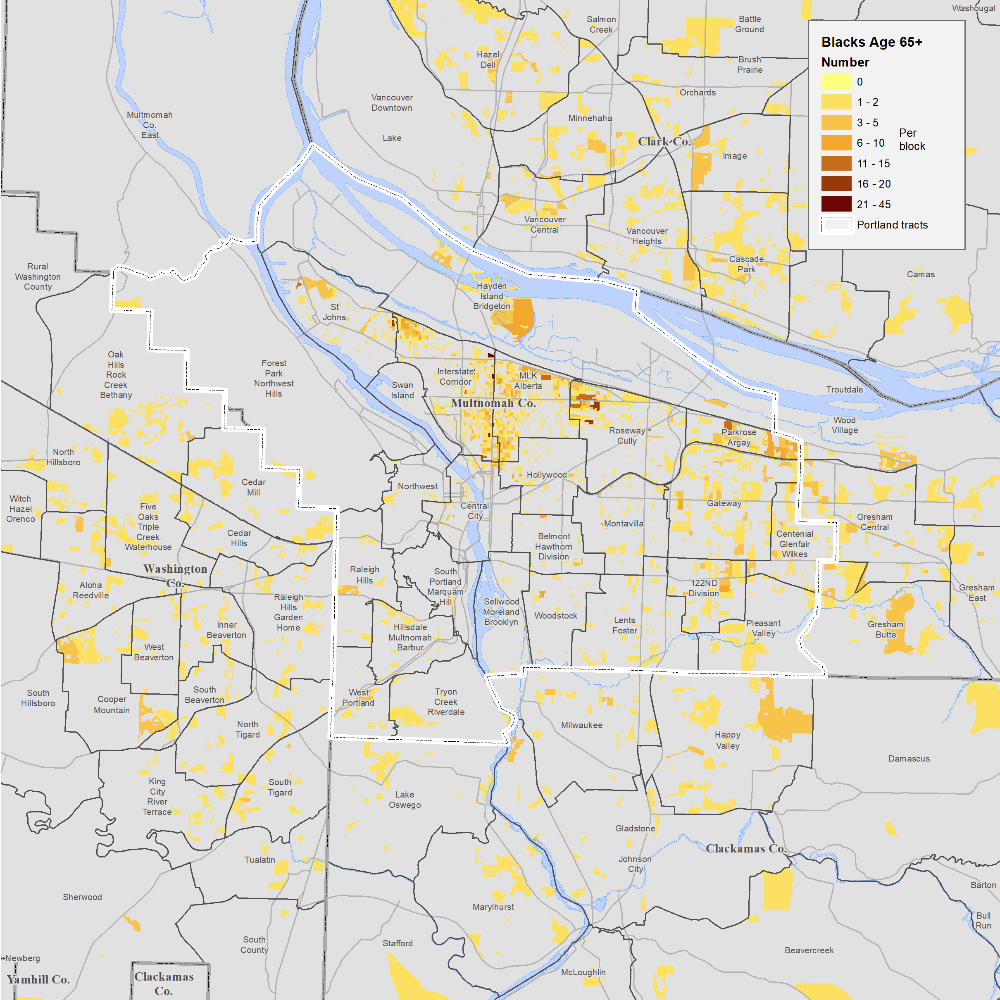 Washougal
Salmon
Creek
Battle
Ground
Blacks Age 65+
Number
0
1 - 2
3 - 5
6 - 10
11 - 15
16 - 20
21 - 45
Per
block
Portland tracts
Hazel
Dell
Brush
Prairie
Orchards
Vancouver
Downtown
Multmomah
Co.
East
Minnehaha
Lake
Clark Co.
Image
Vancouver
Central
Vancouver
Heights
Cascade
Park
Camas
Rural
Washington
County
Hayden
Island
Bridgeton
St
Johns
Oak
Hills
Rock
Creek
Bethany
Forest
Park
Northwest
Hills
Swan
Island
Interstate
Corridor
MLK
Alberta
Multnomah Co.
Troutdale
Wood
Village
Roseway
Cully
Parkrose
Argay
North
Hillsboro
Cedar
Mill
Northwest
Hollywood
Witch
Hazel
Orenco
Five
Oaks
Triple
Creek
Waterhouse
Central
City
Gateway
Montavilla
Gresham
Central
Cedar
Hills
Belmont
Hawthorn
Division
Centenial
Glenfair
Wilkes
Washington
Co.
Aloha
Reedville
Raleigh
Hills
South
Portland
Marquam
Hill
122ND
Division
Gresham
East
Raleigh
Hills
Garden
Home
Sellwood
Moreland
Brooklyn
Woodstock
Lents
Foster
Pleasant
Valley
Gresham
Butte
Inner
Beaverton
Hillsdale
Multnomah
Barbur
West
Beaverton
South
Hillsboro
Cooper
Mountain
South
Beaverton
West
Portland
Tryon
Creek
Riverdale
North
Tigard
Milwaukee
Happy
Valley
Damascus
King
City
River
Terrace
South
Tigard
Lake
Oswego
Gladstone
Clackamas Co.
Tualatin
Johnson
City
Sherwood
Marylhurst
Barton
Bull
Run
South
County
Stafford
Beavercreek
Newberg
McLoughlin
Yamhill Co.
Clackamas
Co.